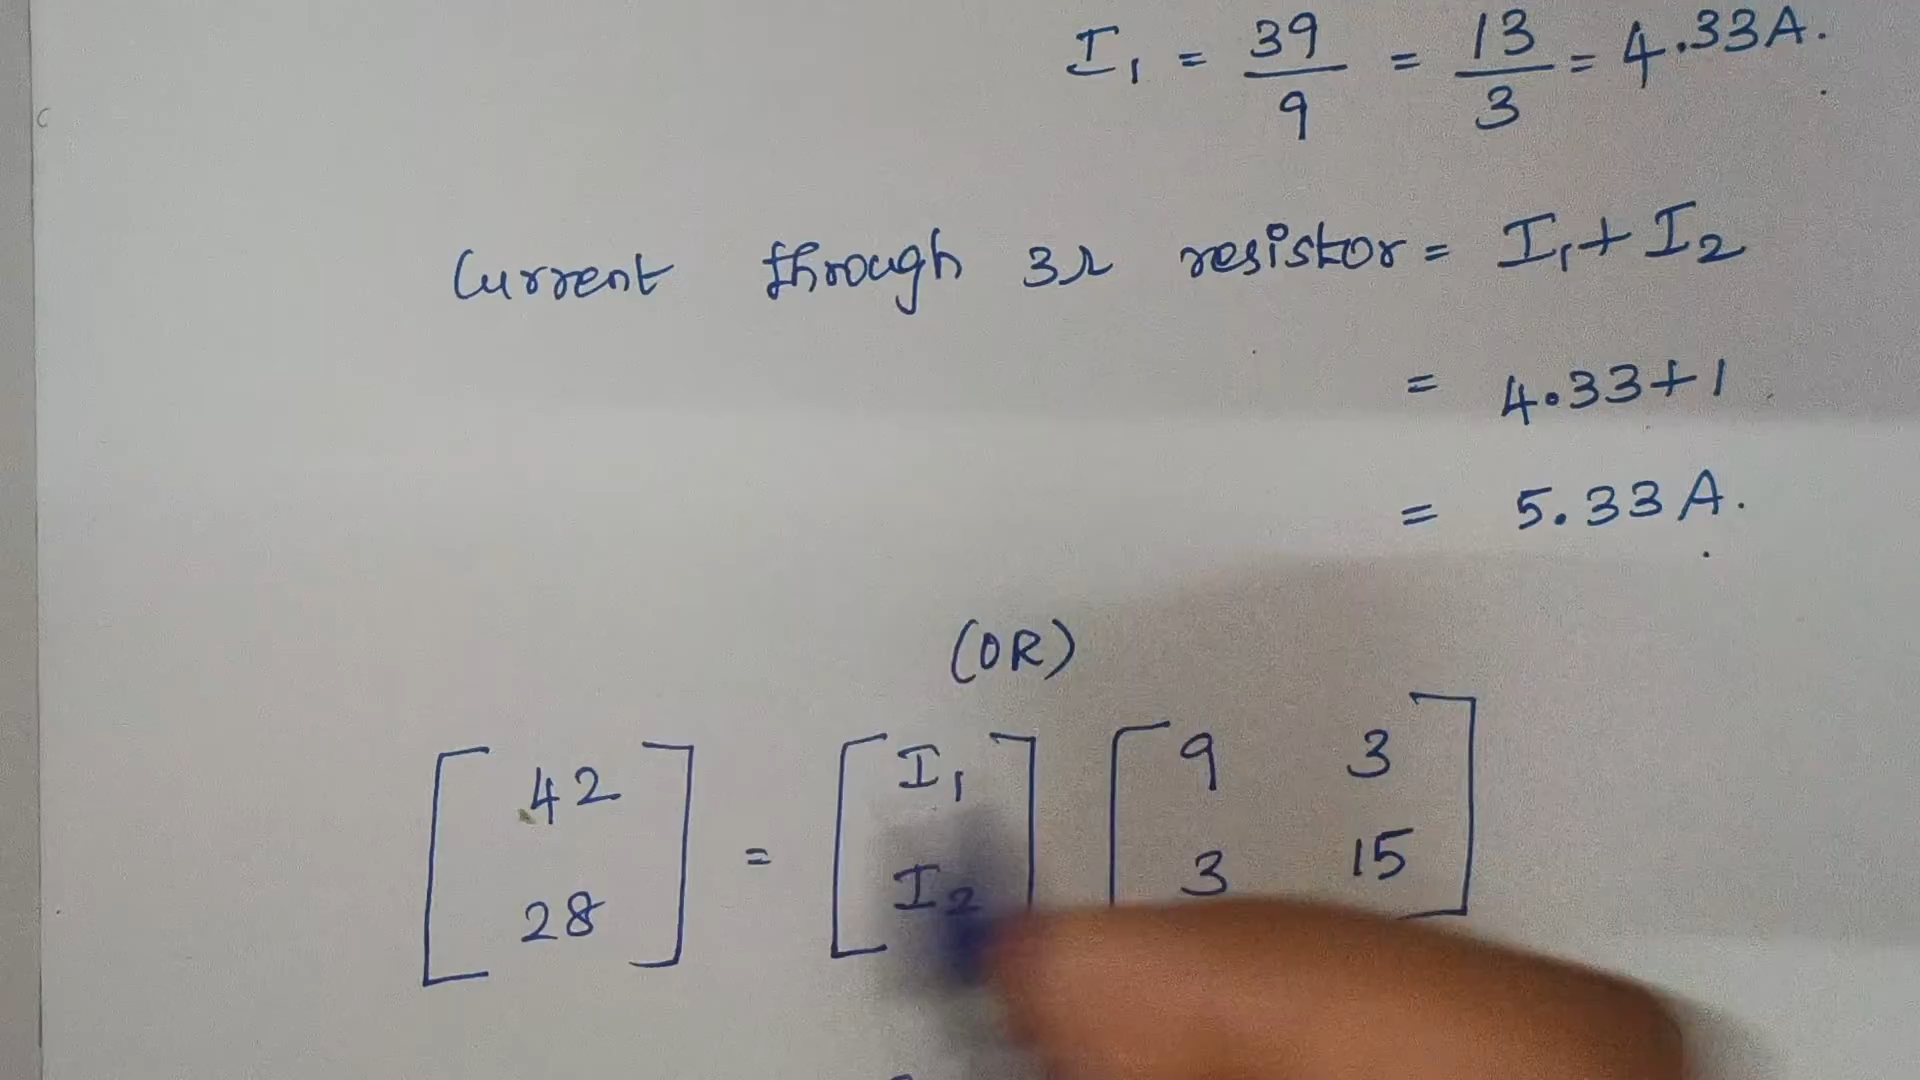 I₁ = 39/9 = 13/3 = 4.33A.
Current through 3Ω resistor = I₁ + I₂
= 4.33+1
= 5.33A.
(OR)
[42 28] = [I₁ I₂] [9 3 3 15]